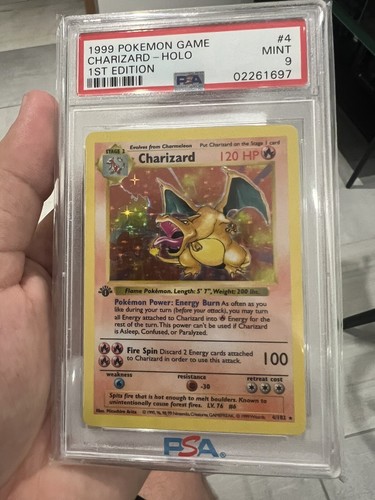 1999 POKEMON GAME #4
CHARIZARD - HOLO MINT
1ST EDITION PSA 9
02261697
Evolves from Charmeleon Put Charizard on the Stage 1 card
STAGE 2
Charizard 120 HP
Flame Pokémon. Length: 5' 7", Weight: 200 lbs.
Pokémon Power: Energy Burn As often as you
like during your turn (before your attack), you may turn
all Energy attached to Charizard into Energy for
the rest of the turn. This power can't be used if Charizard
is Asleep, Confused, or Paralyzed.
Fire Spin Discard 2 Energy cards attached
to Charizard in order to use this attack. 100
weakness resistance retreat cost
-30
Spits fire that is hot enough to melt boulders. Known to
unintentionally cause forest fires. LV. 76 #6
Illus. Mitsuhiro Arita 4/102
PSA